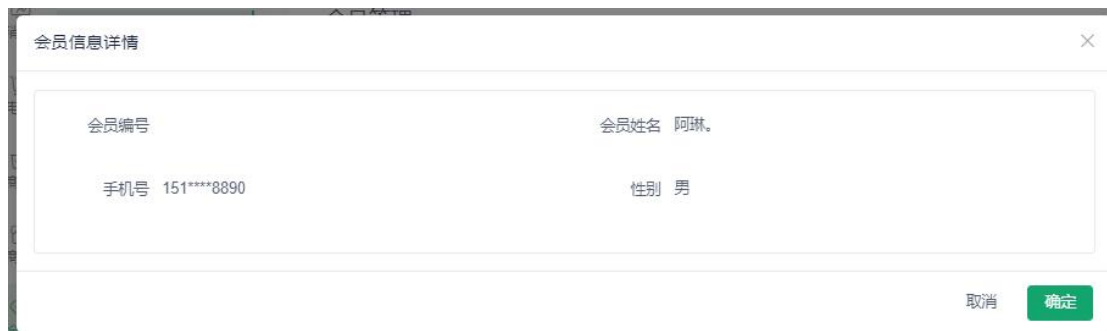 会员信息详情
会员编号
会员姓名 阿琳。
手机号 151****8890
性别 男
取消 确定